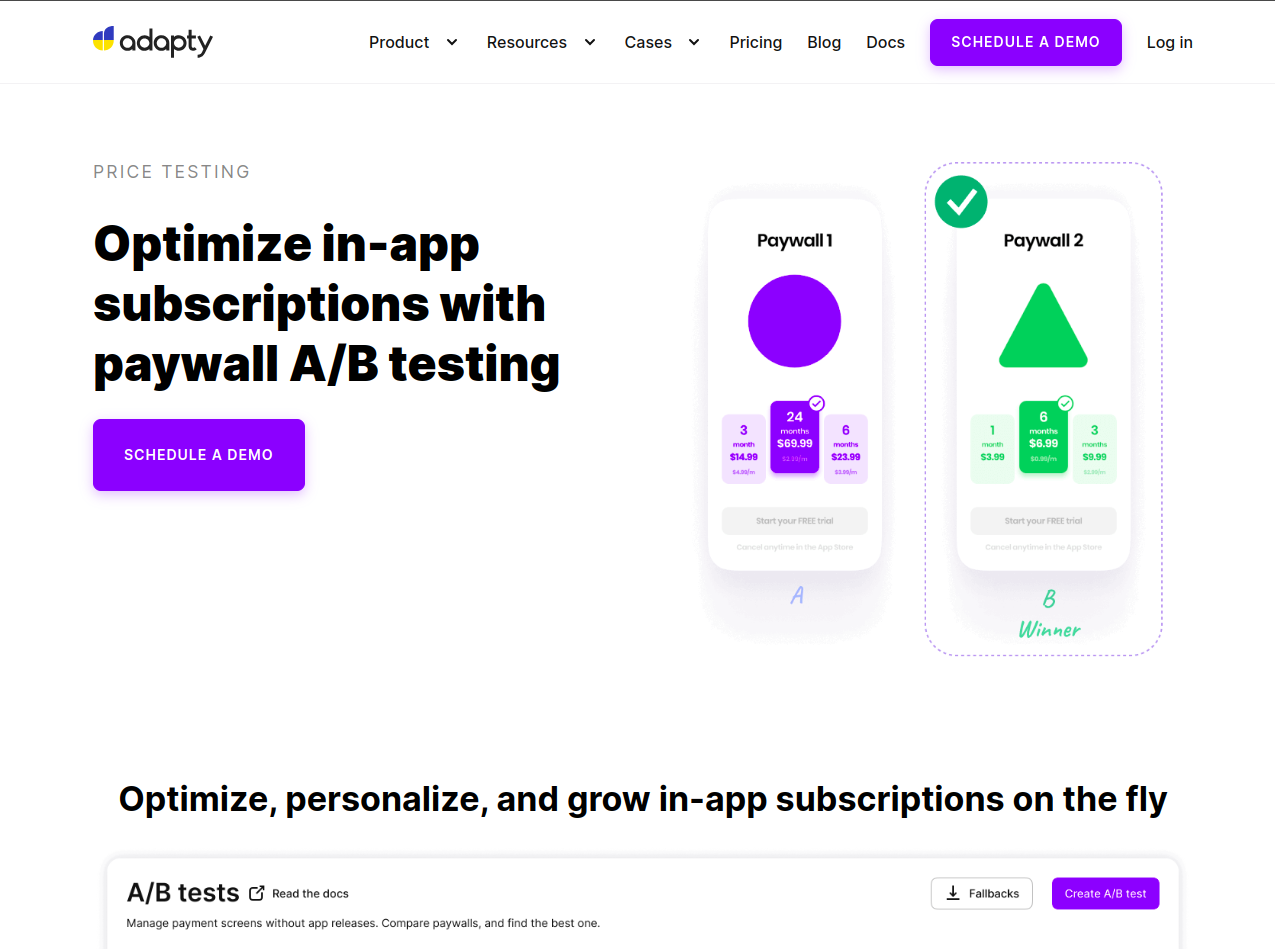 adapty
Product
Resources
Cases
Pricing
Blog
Docs
SCHEDULE A DEMO
Log in
PRICE TESTING
Optimize in-app
subscriptions with
paywall A/B testing
SCHEDULE A DEMO
Paywall 1
3
month
$14.99
$4.99/m
24
months
$69.99
6
months
$23.99
$3.99/m
Start your FREE trial
Cancel anytime in the App Store
A
Paywall 2
1
month
$3.99
6
months
$6.99
$0.99/m
3
months
$9.99
Start your FREE trial
Cancel anytime in the App Store
B
Winner
Optimize, personalize, and grow in-app subscriptions on the fly
A/B tests
Read the docs
Fallbacks
Create A/B test
Manage payment screens without app releases. Compare paywalls, and find the best one.